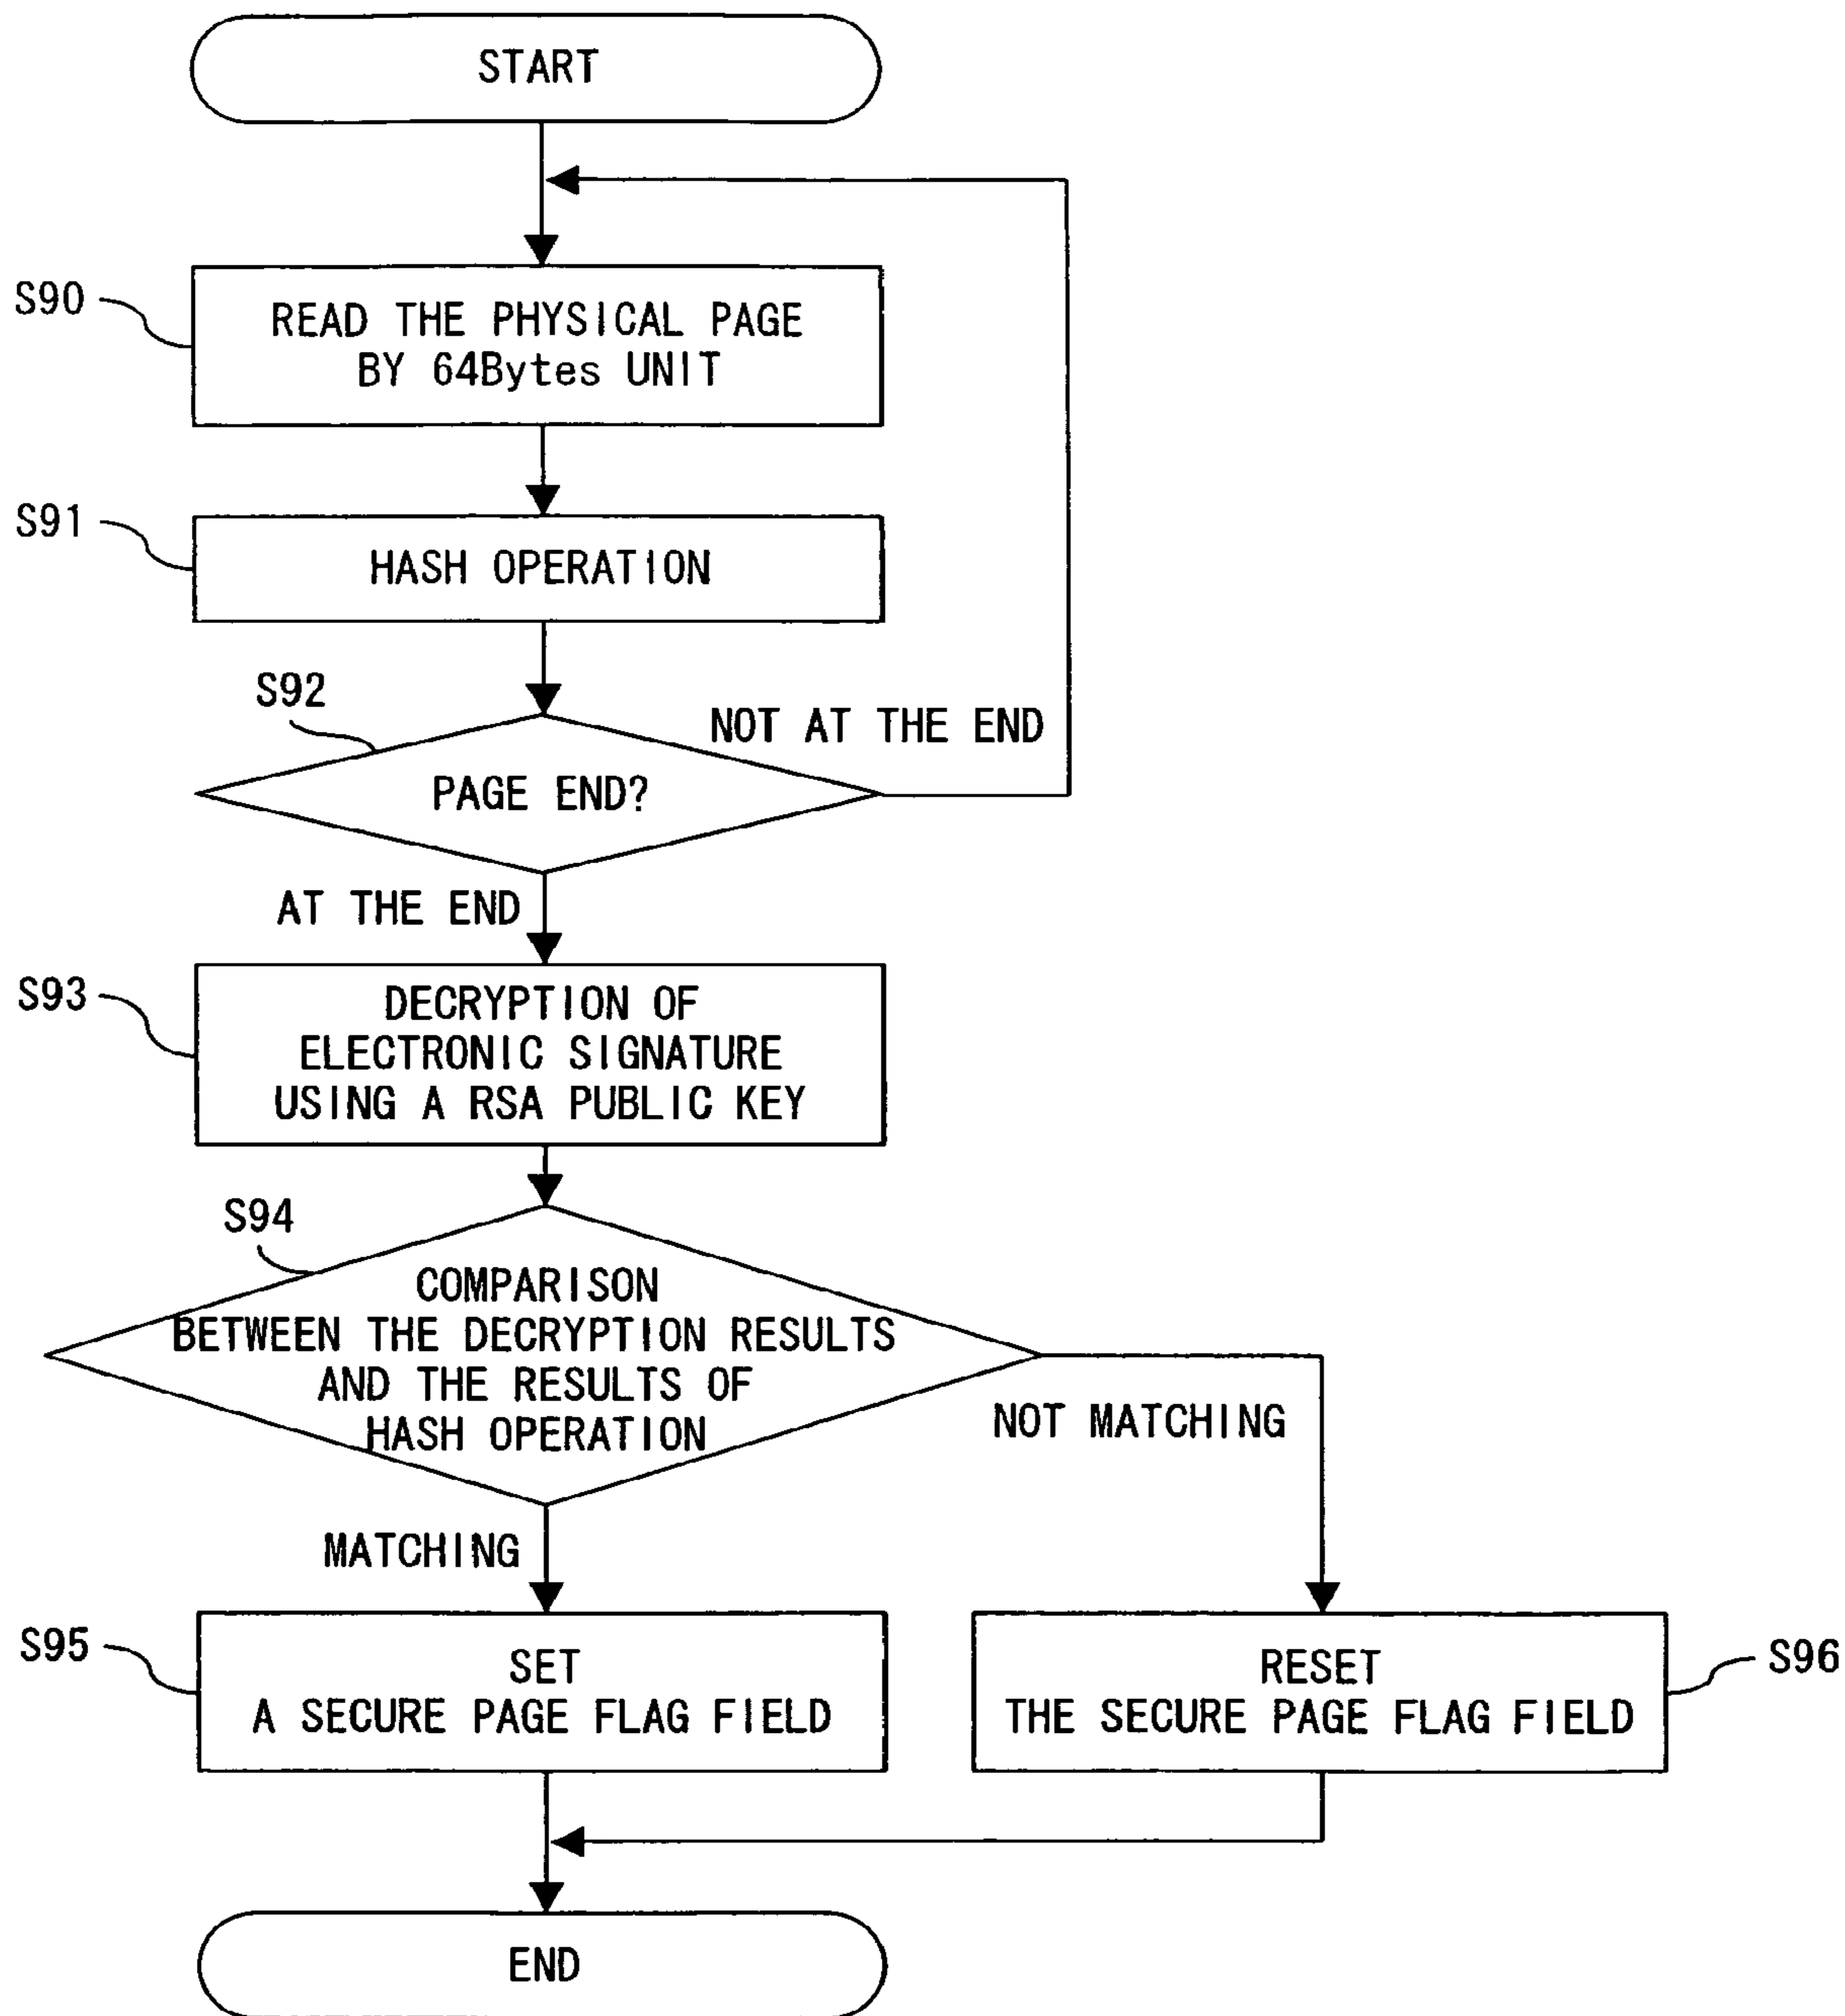 START
S90
READ THE PHYSICAL PAGE
BY 64Bytes UNIT
S91
HASH OPERATION
S92
NOT AT THE END
PAGE END?
AT THE END
S93
DECRYPTION OF
ELECTRONIC SIGNATURE
USING A RSA PUBLIC KEY
S94
COMPARISON
BETWEEN THE DECRYPTION RESULTS
AND THE RESULTS OF
HASH OPERATION
NOT MATCHING
MATCHING
S95
SET
A SECURE PAGE FLAG FIELD
RESET
THE SECURE PAGE FLAG FIELD
S96
END